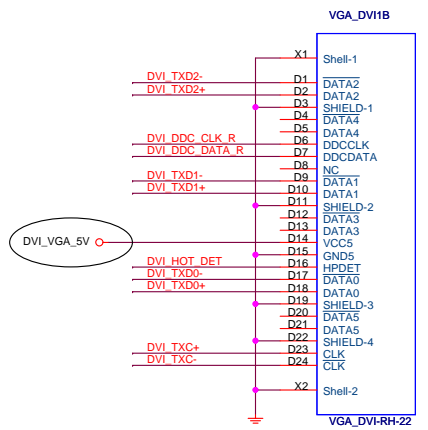 VGA_DVI1B
X1 Shell-1
DVI_TXD2- D1 DATA2
DVI_TXD2+ D2 DATA2
D3 SHIELD-1
D4 DATA4
D5 DATA4
DVI_DDC_CLK_R D6 DDCCLK
DVI_DDC_DATA_R D7 DDCDATA
D8 NC
DVI_TXD1- D9 DATA1
DVI_TXD1+ D10 DATA1
D11 SHIELD-2
D12 DATA3
D13 DATA3
DVI_VGA_5V D14 VCC5
D15 GND5
DVI_HOT_DET D16 HPDET
DVI_TXD0- D17 DATA0
DVI_TXD0+ D18 DATA0
D19 SHIELD-3
D20 DATA5
D21 DATA5
D22 SHIELD-4
DVI_TXC+ D23 CLK
DVI_TXC- D24 CLK
X2 Shell-2
VGA_DVI-RH-22